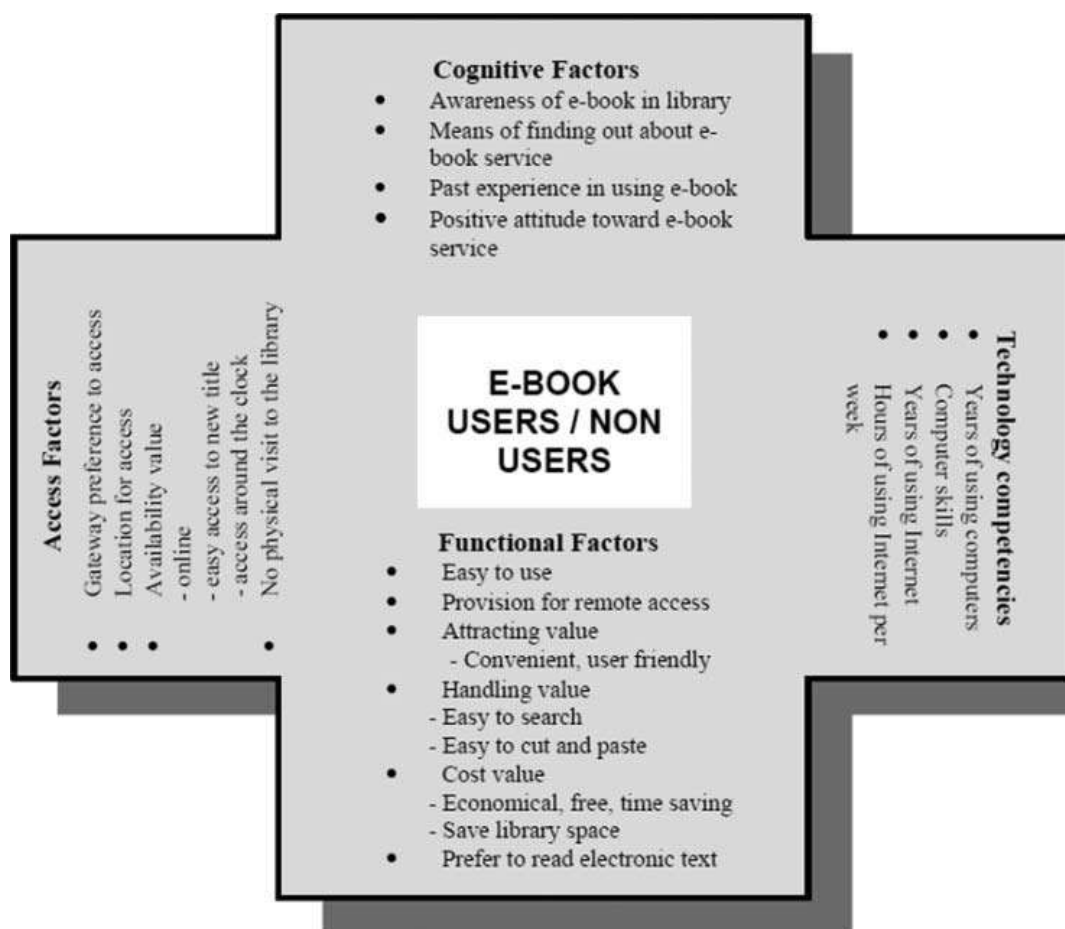 Cognitive Factors
• Awareness of e-book in library
• Means of finding out about e-
book service
• Past experience in using e-book
• Positive attitude toward e-book
service
Access Factors
• Gateway preference to access
• Location for access
• Availability value
- online
- easy access to new title
- access around the clock
• No physical visit to the library
E-BOOK
USERS / NON
USERS
Technology competencies
• Years of using computers
• Computer skills
• Years of using Internet
• Hours of using Internet per
week
Functional Factors
• Easy to use
• Provision for remote access
• Attracting value
- Convenient, user friendly
• Handling value
- Easy to search
- Easy to cut and paste
• Cost value
- Economical, free, time saving
- Save library space
• Prefer to read electronic text